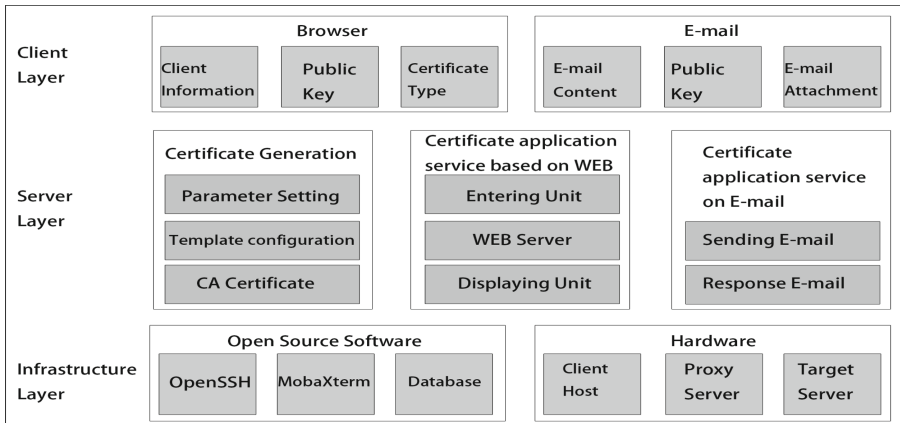 Client
Layer
Browser
Client
Information
Public
Key
Certificate
Type
E-mail
E-mail
Content
Public
Key
E-mail
Attachment
Server
Layer
Certificate Generation
Parameter Setting
Template configuration
CA Certificate
Certificate application
service based on WEB
Entering Unit
WEB Server
Displaying Unit
Certificate
application service
on E-mail
Sending E-mail
Response E-mail
Infrastructure
Layer
Open Source Software
OpenSSH
MobaXterm
Database
Hardware
Client
Host
Proxy
Server
Target
Server